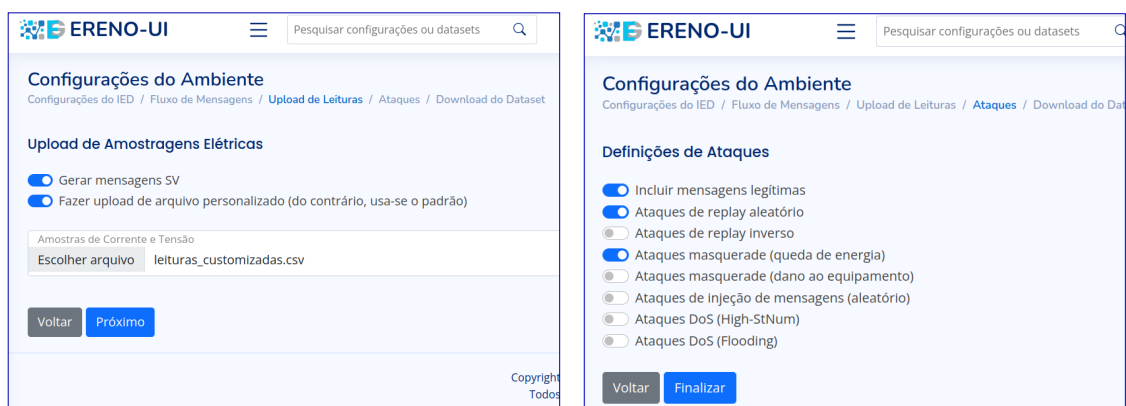 ERENO-UI
Pesquisar configurações ou datasets
Configurações do Ambiente
Configurações do IED / Fluxo de Mensagens / Upload de Leituras / Ataques / Download do Dataset
Upload de Amostragens Elétricas
Gerar mensagens SV
Fazer upload de arquivo personalizado (do contrário, usa-se o padrão)
Amostras de Corrente e Tensão
Escolher arquivo leituras_customizadas.csv
Voltar Próximo
Copyright
Todos
ERENO-UI
Pesquisar configurações ou datasets
Configurações do Ambiente
Configurações do IED / Fluxo de Mensagens / Upload de Leituras / Ataques / Download do Dat
Definições de Ataques
Incluir mensagens legítimas
Ataques de replay aleatório
Ataques de replay inverso
Ataques masquerade (queda de energia)
Ataques masquerade (dano ao equipamento)
Ataques de injeção de mensagens (aleatório)
Ataques DoS (High-StNum)
Ataques DoS (Flooding)
Voltar Finalizar